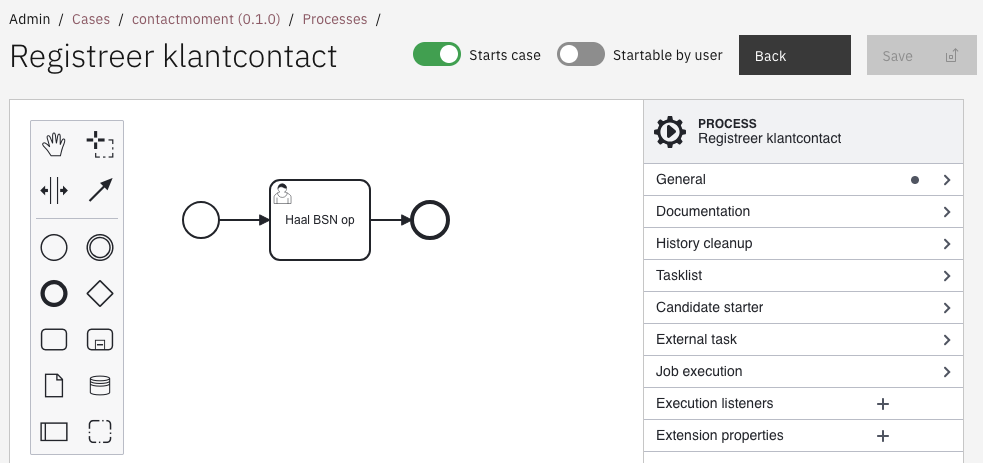 Admin / Cases / contactmoment (0.1.0) / Processes /
Registreer klantcontact
Starts case
Startable by user
Back
Save
PROCESS
Registreer klantcontact
General
Documentation
History cleanup
Tasklist
Candidate starter
External task
Job execution
Execution listeners
Extension properties
Haal BSN op